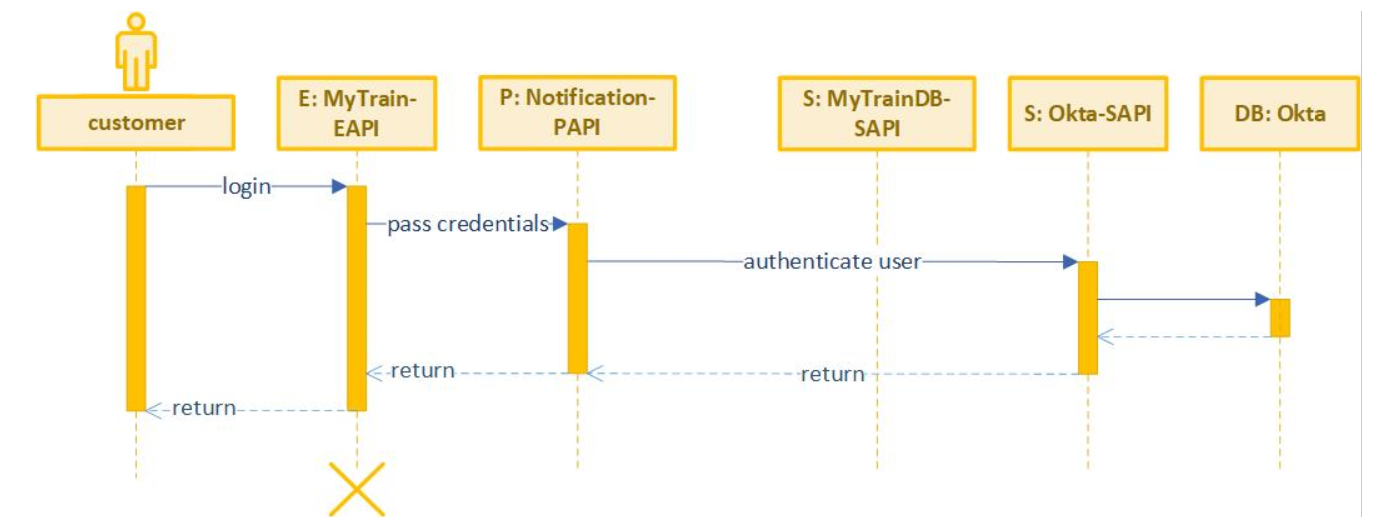 customer
E: MyTrain-
EAPI
P: Notification-
PAPI
S: MyTrainDB-
SAPI
S: Okta-SAPI
DB: Okta
login
pass credentials
authenticate user
return
return
return